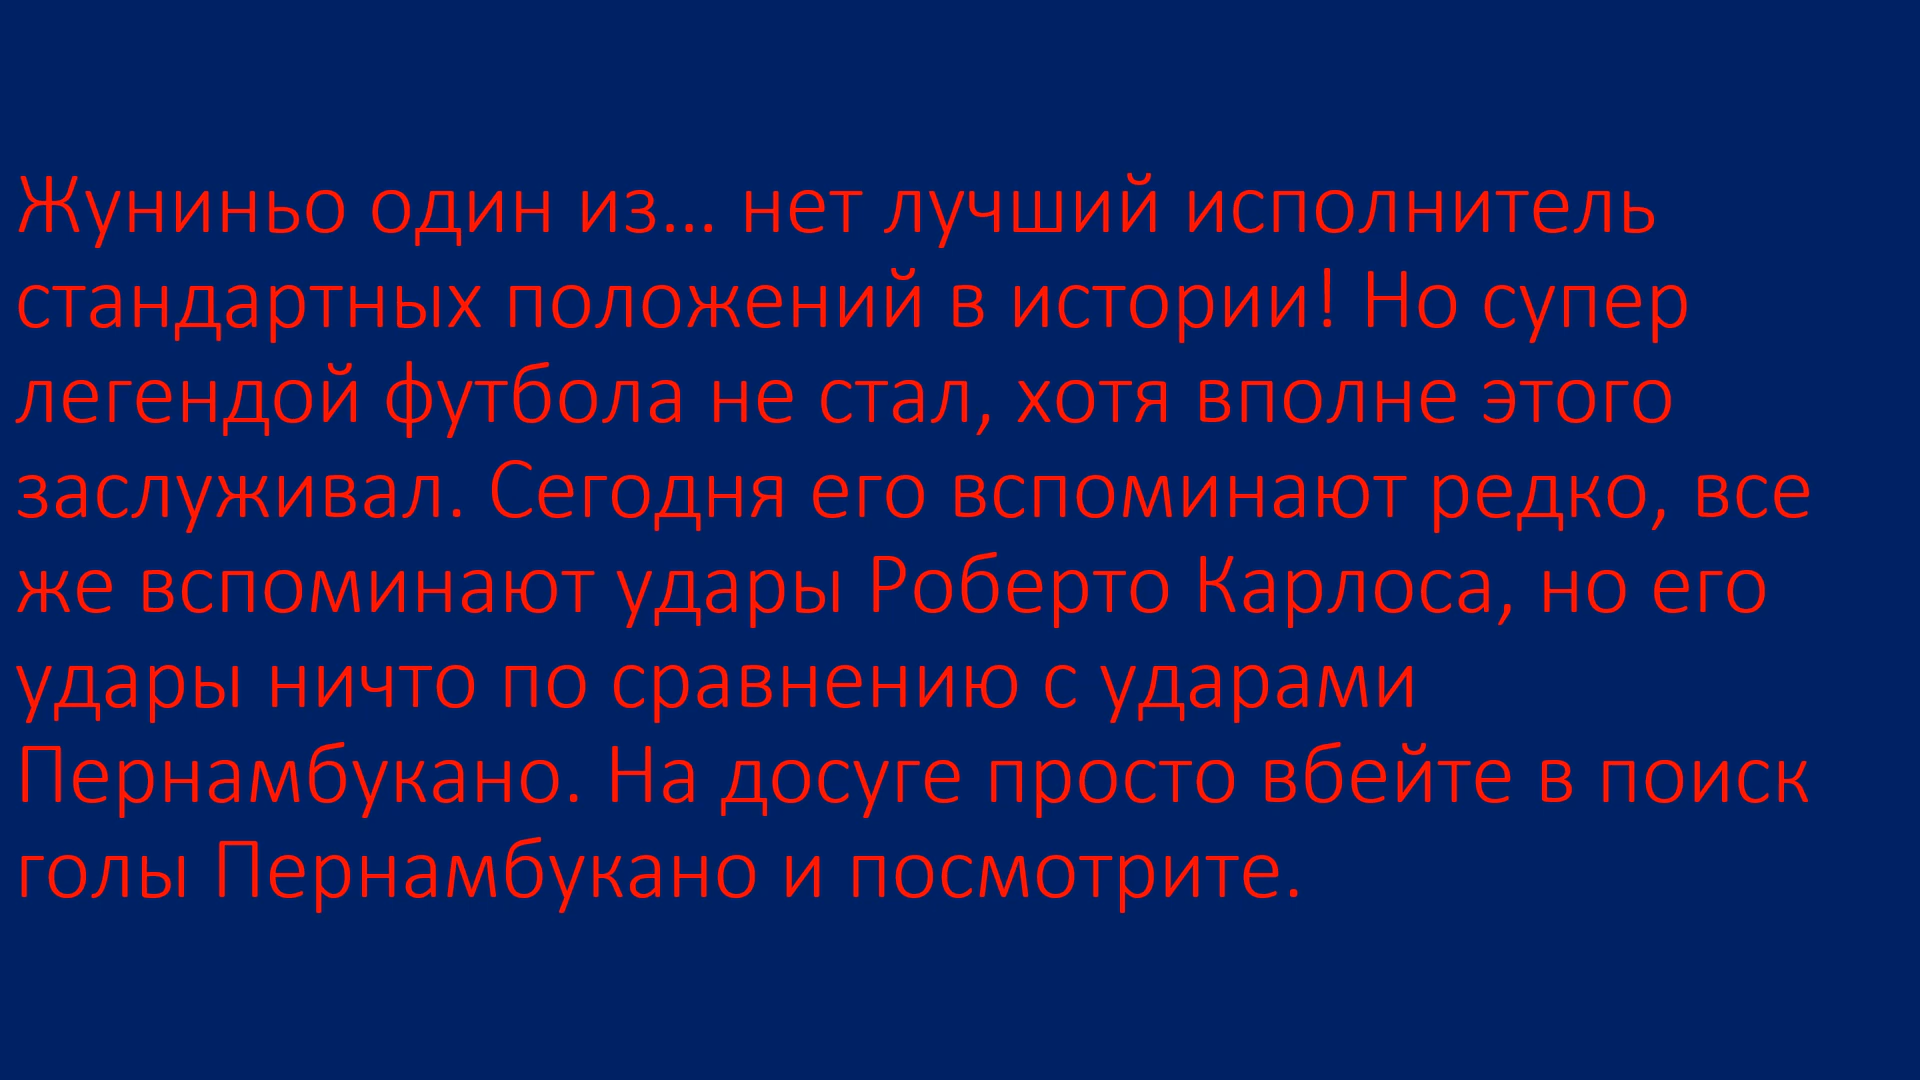 Жуниньо один из... нет лучший исполнитель
стандартных положений в истории! Но супер
легендой футбола не стал, хотя вполне этого
заслуживал. Сегодня его вспоминают редко, все
же вспоминают удары Роберто Карлоса, но его
удары ничто по сравнению с ударами
Пернамбукано. На досуге просто вбейте в поиск
голы Пернамбукано и посмотрите.